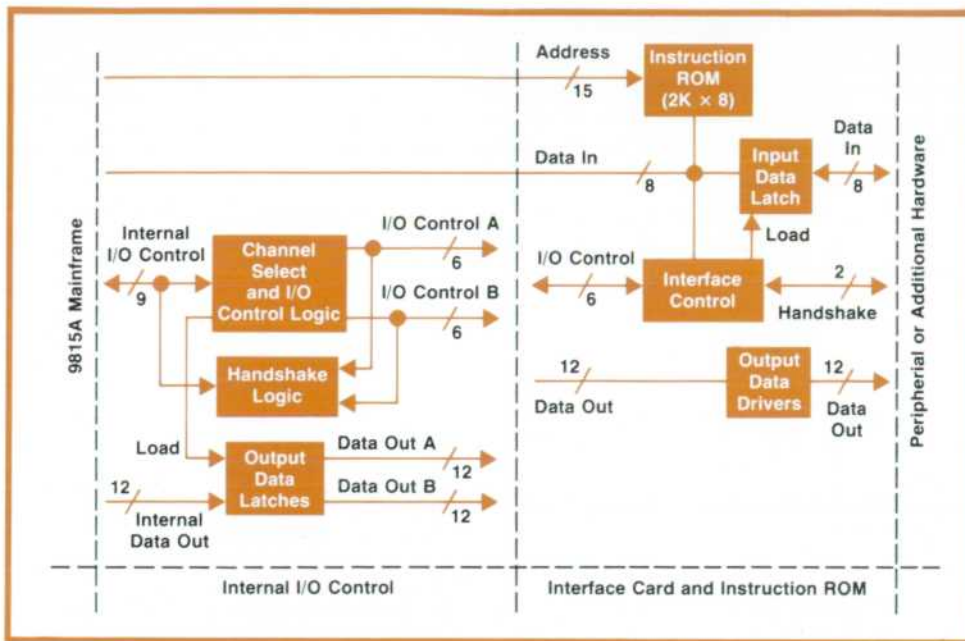 Address
15
Instruction
ROM
(2K × 8)
Data In
8
Input
Data
Latch
Data
In
8
Load
9815A Mainframe
Internal
I/O Control
9
Channel
Select
and I/O
Control Logic
I/O Control A
6
I/O Control B
6
Handshake
Logic
Load
12
Internal
Data Out
Output
Data
Latches
Data Out A
12
Data Out B
12
I/O Control
6
Interface
Control
2
Handshake
12
Data Out
Output
Data
Drivers
12
Data
Out
Peripherial or Additional Hardware
Internal I/O Control
Interface Card and Instruction ROM